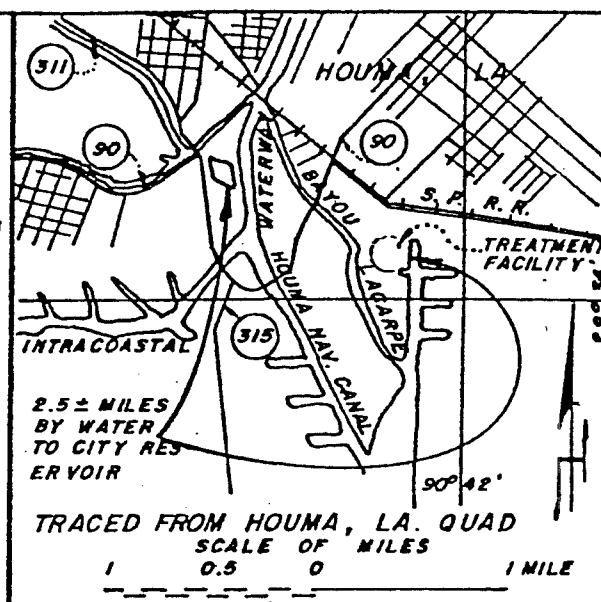 311
HOUMA, LA
90
90
WATERWAY
BAYOU
S. P. R. R.
TREATMENT
FACILITY
LAGARPE
HOUMA NAV. CANAL
INTRACOASTAL
315
2.5 ± MILES
BY WATER
TO CITY RES
ERVOIR
90° 42'
TRACED FROM HOUMA, LA. QUAD
SCALE OF MILES
1 0.5 0 1 MILE